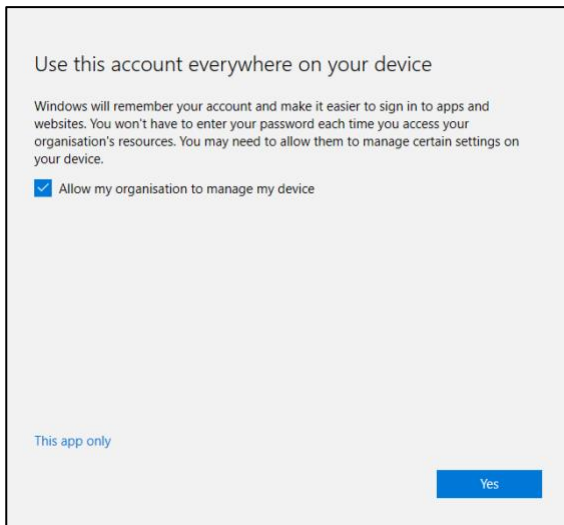 Use this account everywhere on your device
Windows will remember your account and make it easier to sign in to apps and
websites. You won't have to enter your password each time you access your
organisation's resources. You may need to allow them to manage certain settings on
your device.
Allow my organisation to manage my device
This app only
Yes